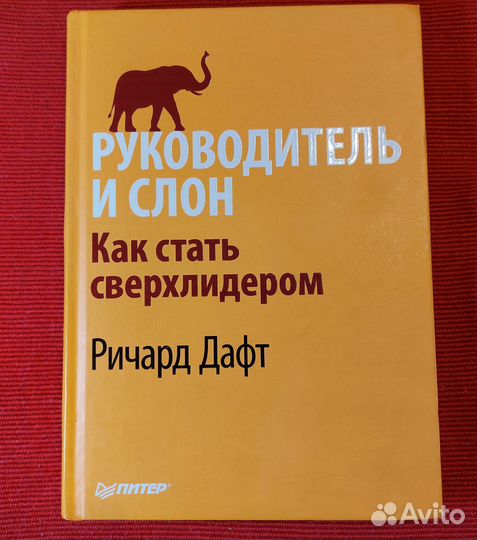 РУКОВОДИТЕЛЬ
И СЛОН
Как стать
сверхлидером
Ричард Дафт
ПИТЕР
Avito